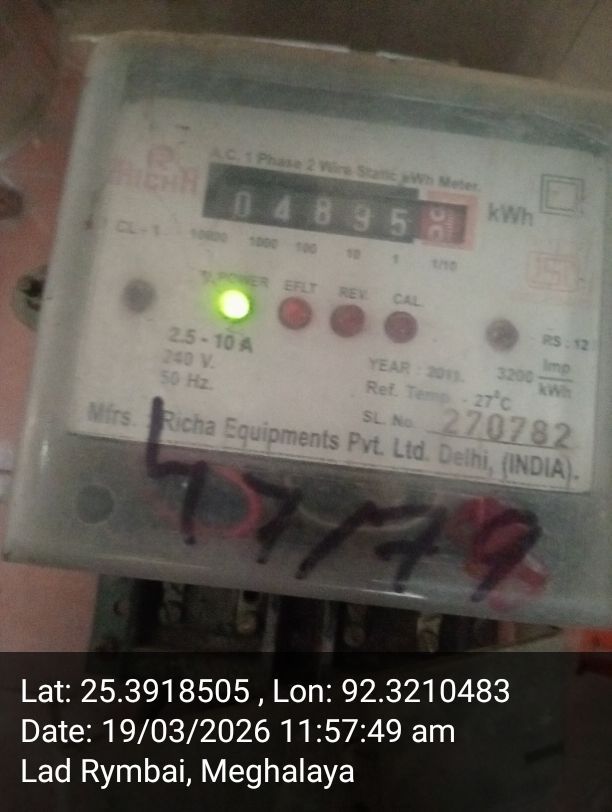 A.C. 1 Phase 2 Wire Static kWh Meter.
RICHA
0 4 8 9 5
kWh
CL - 1
10000 1000 100 10 1 1/10
POWER EFLT REV. CAL.
2.5 - 10 A
240 V.
50 Hz.
RS : 12
3200 Imp/kWh
YEAR :
Ref. Temp. - 27°C
SL. No. 270782
Mfrs. : Richa Equipments Pvt. Ltd. Delhi, (INDIA).
Lat: 25.3918505 , Lon: 92.3210483
Date: 19/03/2026 11:57:49 am
Lad Rymbai, Meghalaya